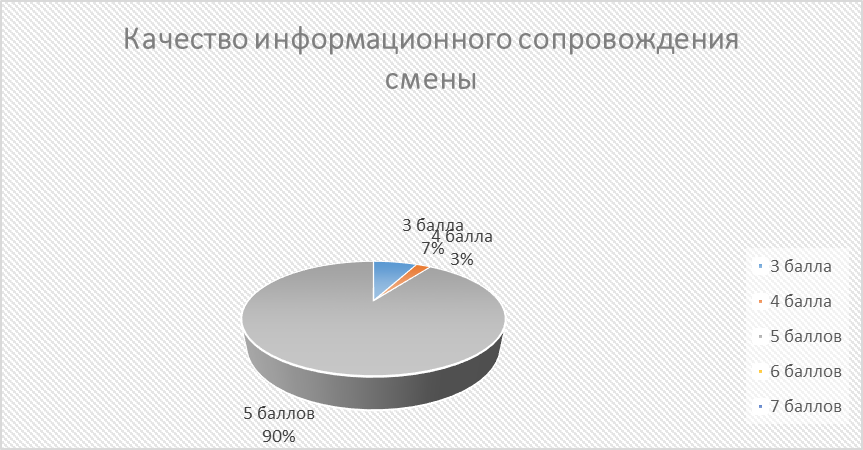 Качество информационного сопровождения
смены
3 балла
7%
4 балла
3%
5 баллов
90%
3 балла
4 балла
5 баллов
6 баллов
7 баллов